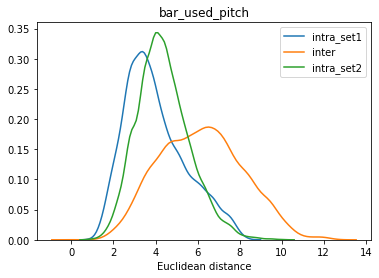 bar_used_pitch
intra_set1
inter
intra_set2
0.35
0.30
0.25
0.20
0.15
0.10
0.05
0.00
0 2 4 6 8 10 12 14
Euclidean distance